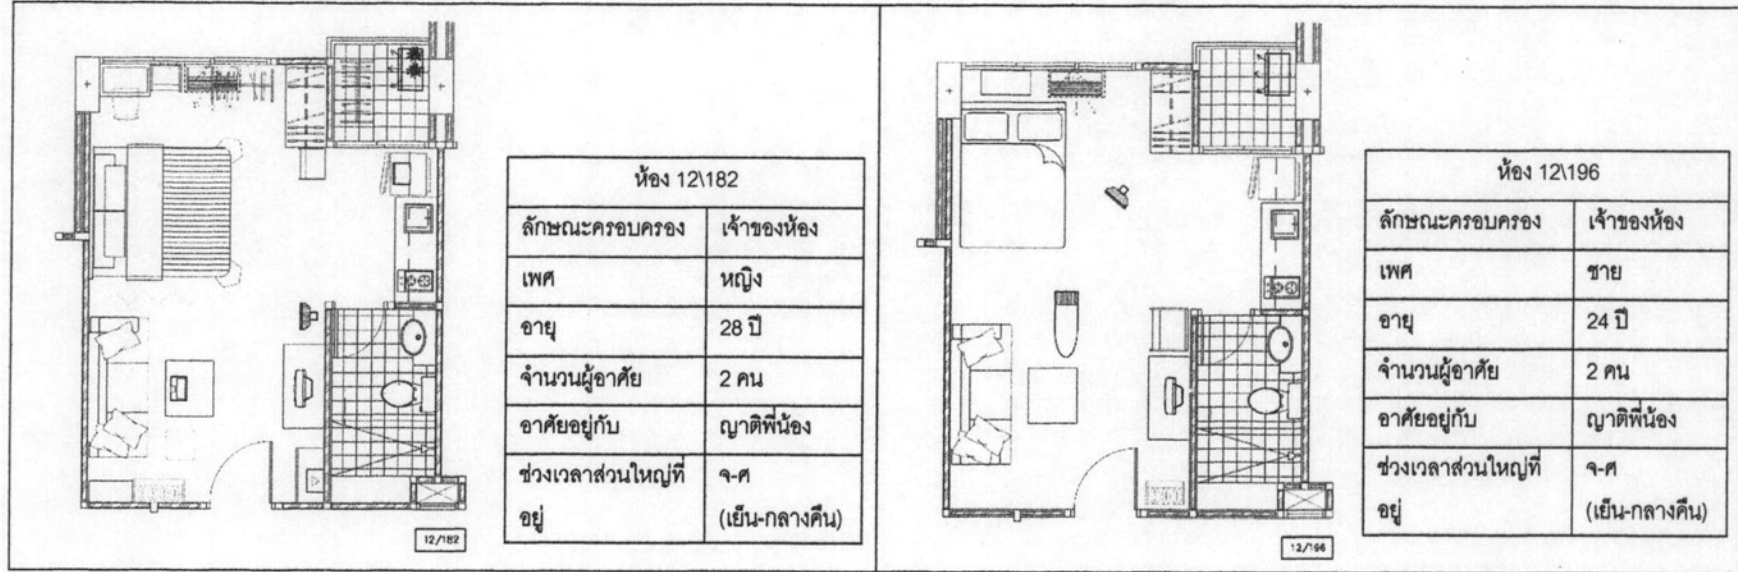 ห้อง 12\182
ลักษณะครอบครอง เจ้าของห้อง
เพศ หญิง
อายุ 28 ปี
จำนวนผู้อาศัย 2 คน
อาศัยอยู่กับ ญาติพี่น้อง
ช่วงเวลาส่วนใหญ่ที่ จ-ศ
อยู่ (เย็น-กลางคืน)
12/182
ห้อง 12\196
ลักษณะครอบครอง เจ้าของห้อง
เพศ ชาย
อายุ 24 ปี
จำนวนผู้อาศัย 2 คน
อาศัยอยู่กับ ญาติพี่น้อง
ช่วงเวลาส่วนใหญ่ที่ จ-ศ
อยู่ (เย็น-กลางคืน)
12/196